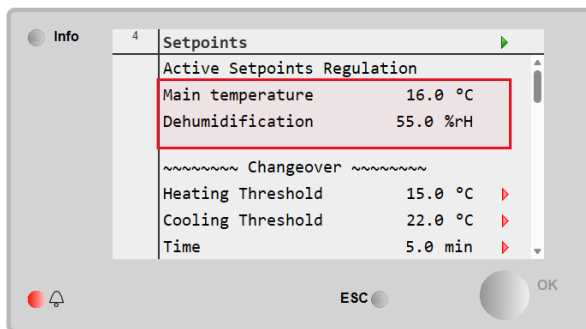 Info
4 Setpoints
Active Setpoints Regulation
Main temperature 16.0 °C
Dehumidification 55.0 %rH
~~~~~~~~ Changeover ~~~~~~~~
Heating Threshold 15.0 °C
Cooling Threshold 22.0 °C
Time 5.0 min
ESC
OK